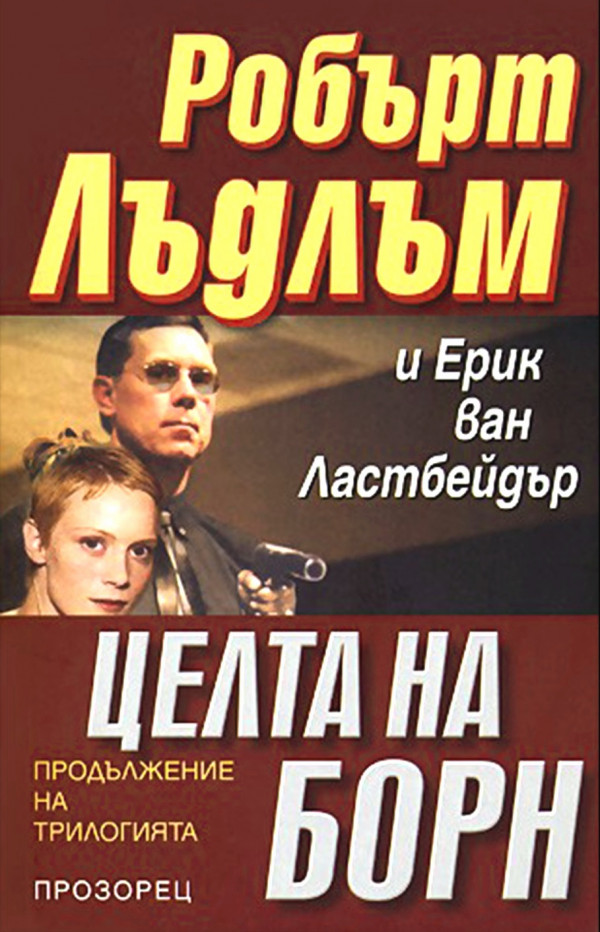 Робърт
Лъдлъм
и Ерик
ван
Ластбейдър
ЦЕЛТА НА
БОРН
ПРОДЪЛЖЕНИЕ
НА
ТРИЛОГИЯТА
ПРОЗОРЕЦ